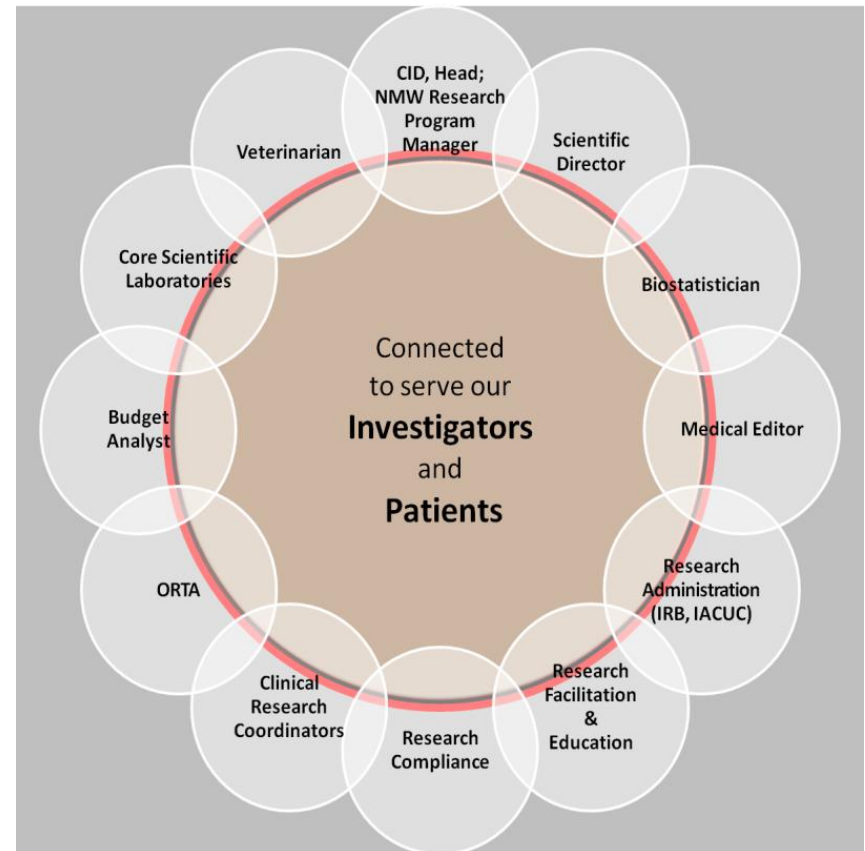 CID, Head;
NMW Research
Program
Manager
Scientific
Director
Biostatistician
Medical Editor
Research
Administration
(IRB, IACUC)
Research
Facilitation
&
Education
Research
Compliance
Clinical
Research
Coordinators
ORTA
Budget
Analyst
Core Scientific
Laboratories
Veterinarian
Connected
to serve our
Investigators
and
Patients